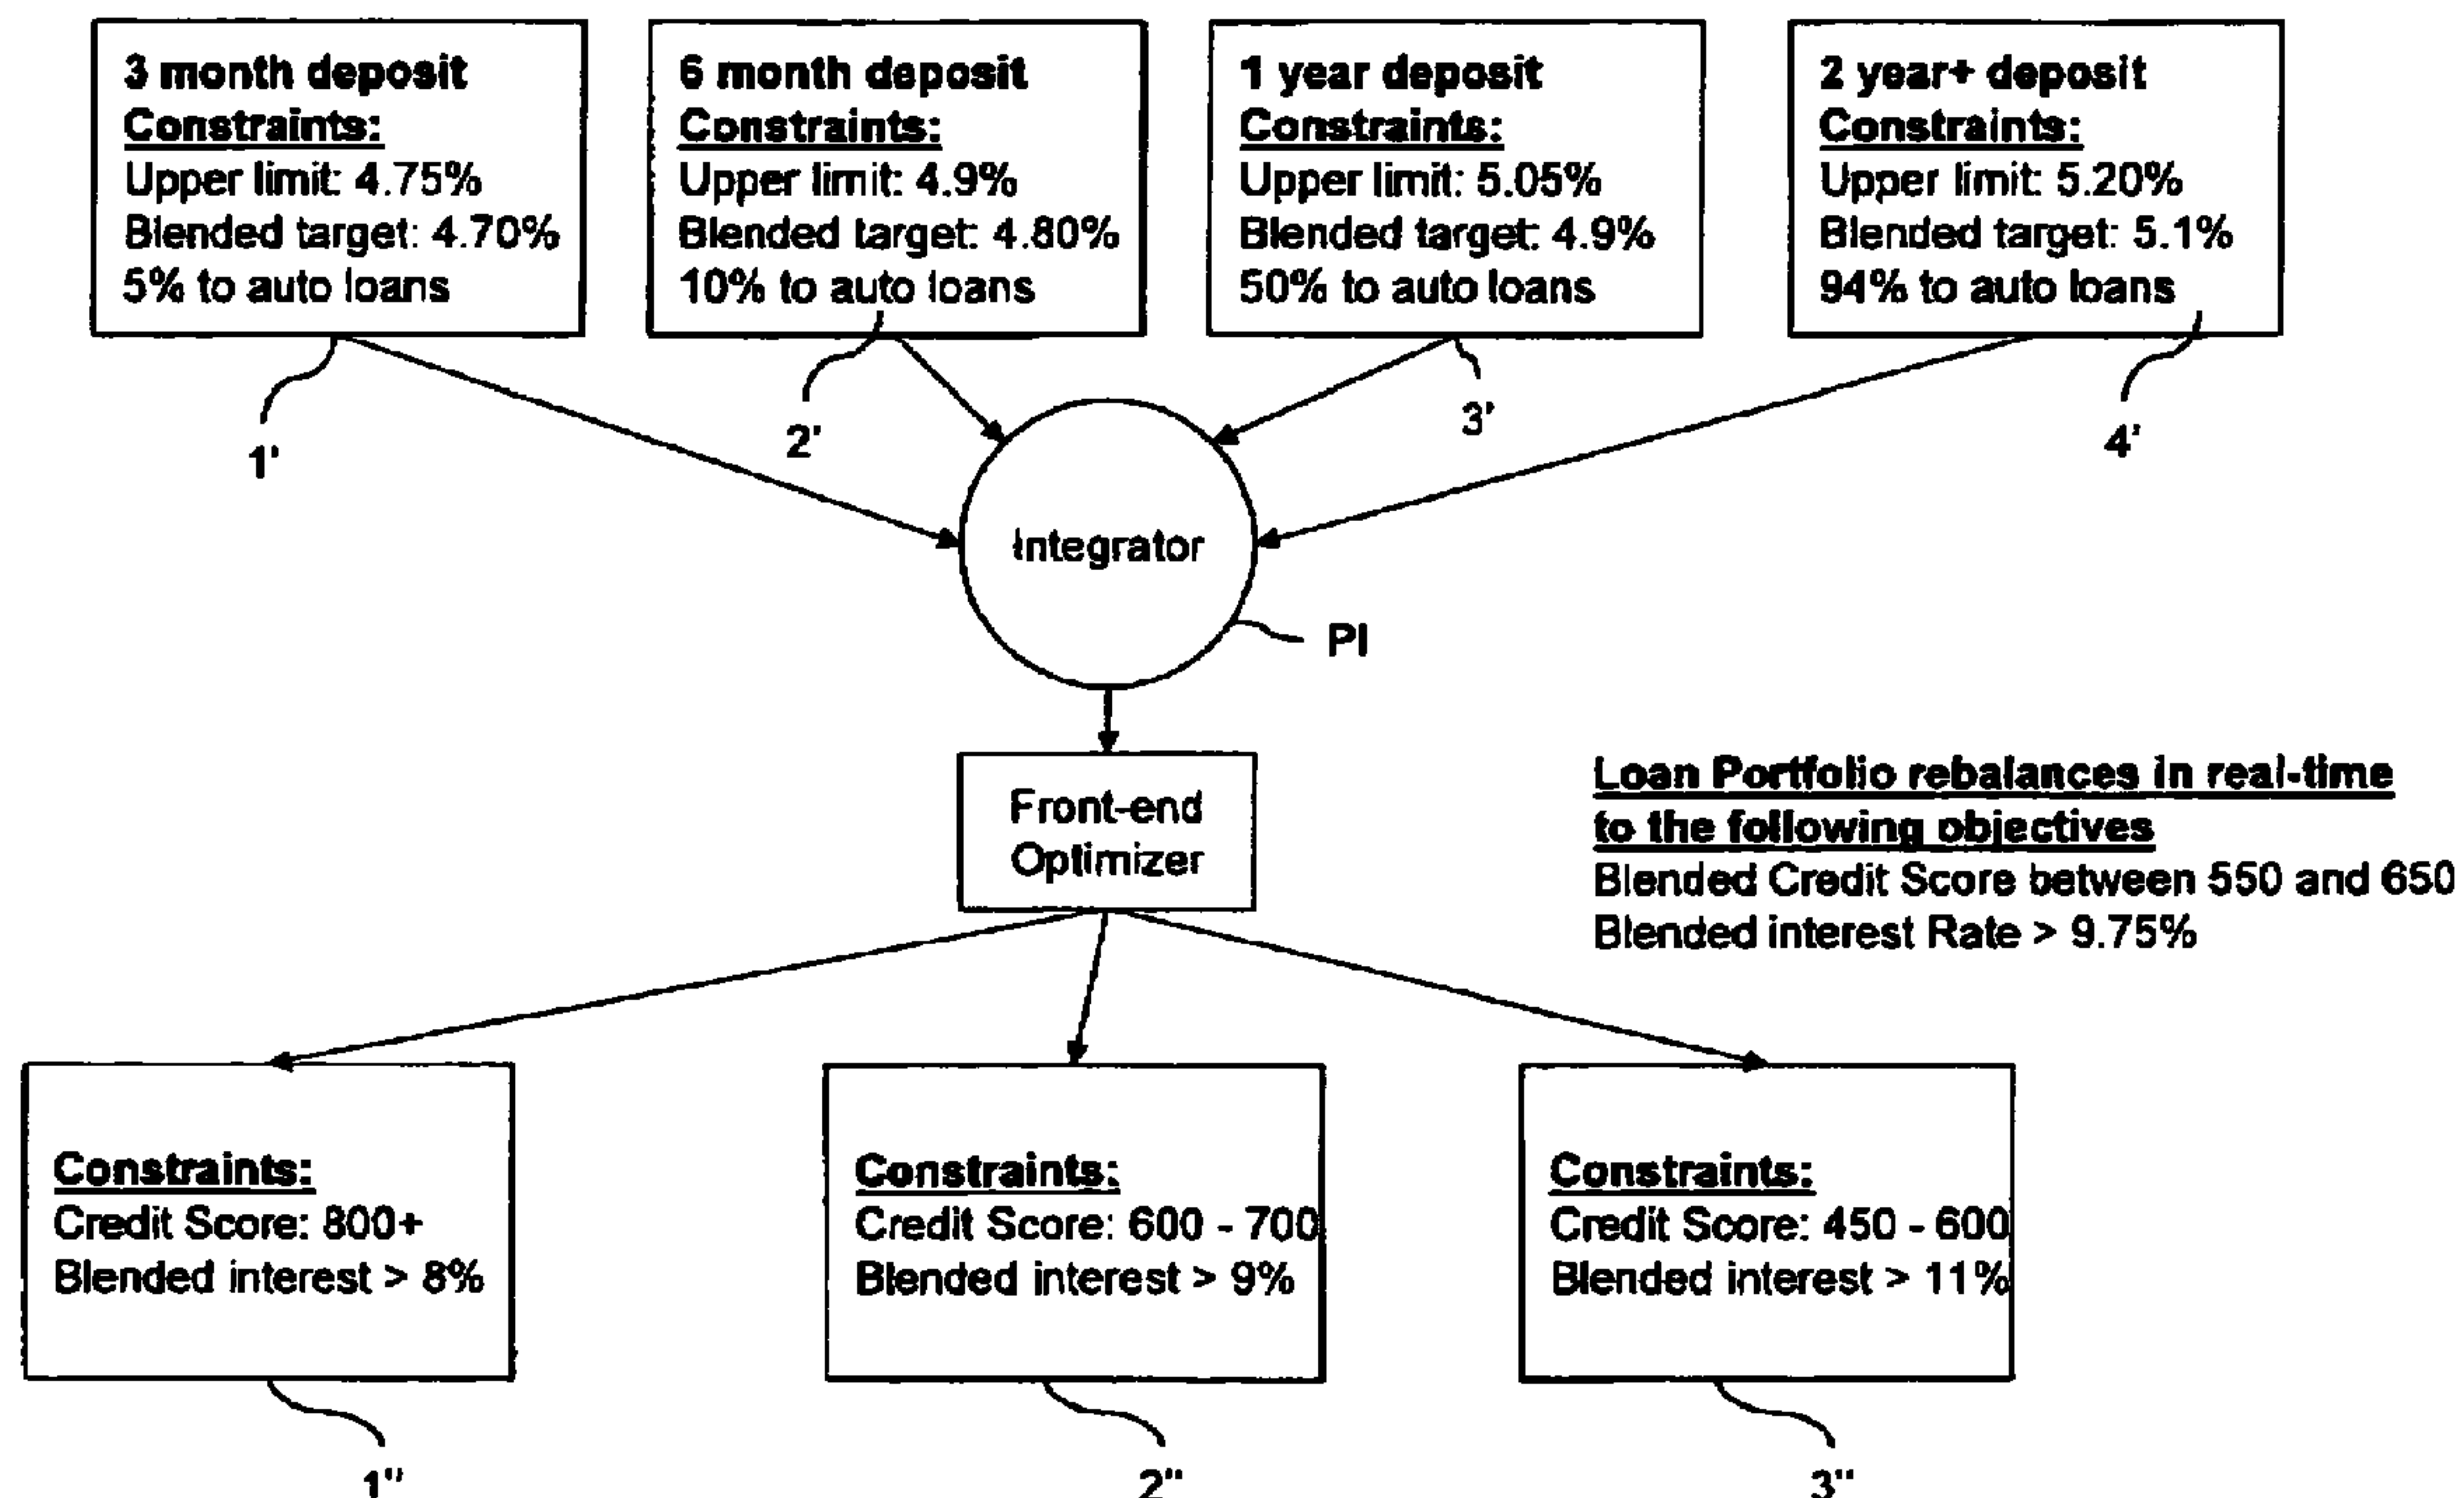 3 month deposit
Constraints:
Upper limit: 4.75%
Blended target: 4.70%
5% to auto loans
6 month deposit
Constraints:
Upper limit: 4.9%
Blended target: 4.80%
10% to auto loans
1 year deposit
Constraints:
Upper limit: 5.05%
Blended target: 4.9%
50% to auto loans
2 year+ deposit
Constraints:
Upper limit: 5.20%
Blended target: 5.1%
94% to auto loans
1'
2'
3'
4'
Integrator
PI
Front-end
Optimizer
Loan Portfolio rebalances in real-time
to the following objectives
Blended Credit Score between 550 and 650
Blended interest Rate > 9.75%
Constraints:
Credit Score: 800+
Blended interest > 8%
Constraints:
Credit Score: 600 - 700
Blended interest > 9%
Constraints:
Credit Score: 450 - 600
Blended interest > 11%
1"
2"
3"